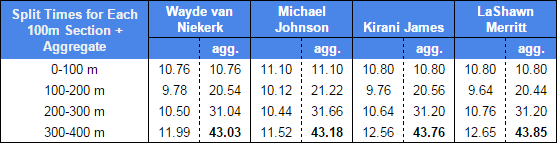 Split Times for Each 100m Section + Aggregate Wayde van Niekerk Michael Johnson Kirani James LaShawn Merritt
agg. agg. agg. agg.
0-100 m 10.76 10.76 11.10 11.10 10.80 10.80 10.80 10.80
100-200 m 9.78 20.54 10.12 21.22 9.76 20.56 9.64 20.44
200-300 m 10.50 31.04 10.44 31.66 10.64 31.20 10.76 31.20
300-400 m 11.99 43.03 11.52 43.18 12.56 43.76 12.65 43.85